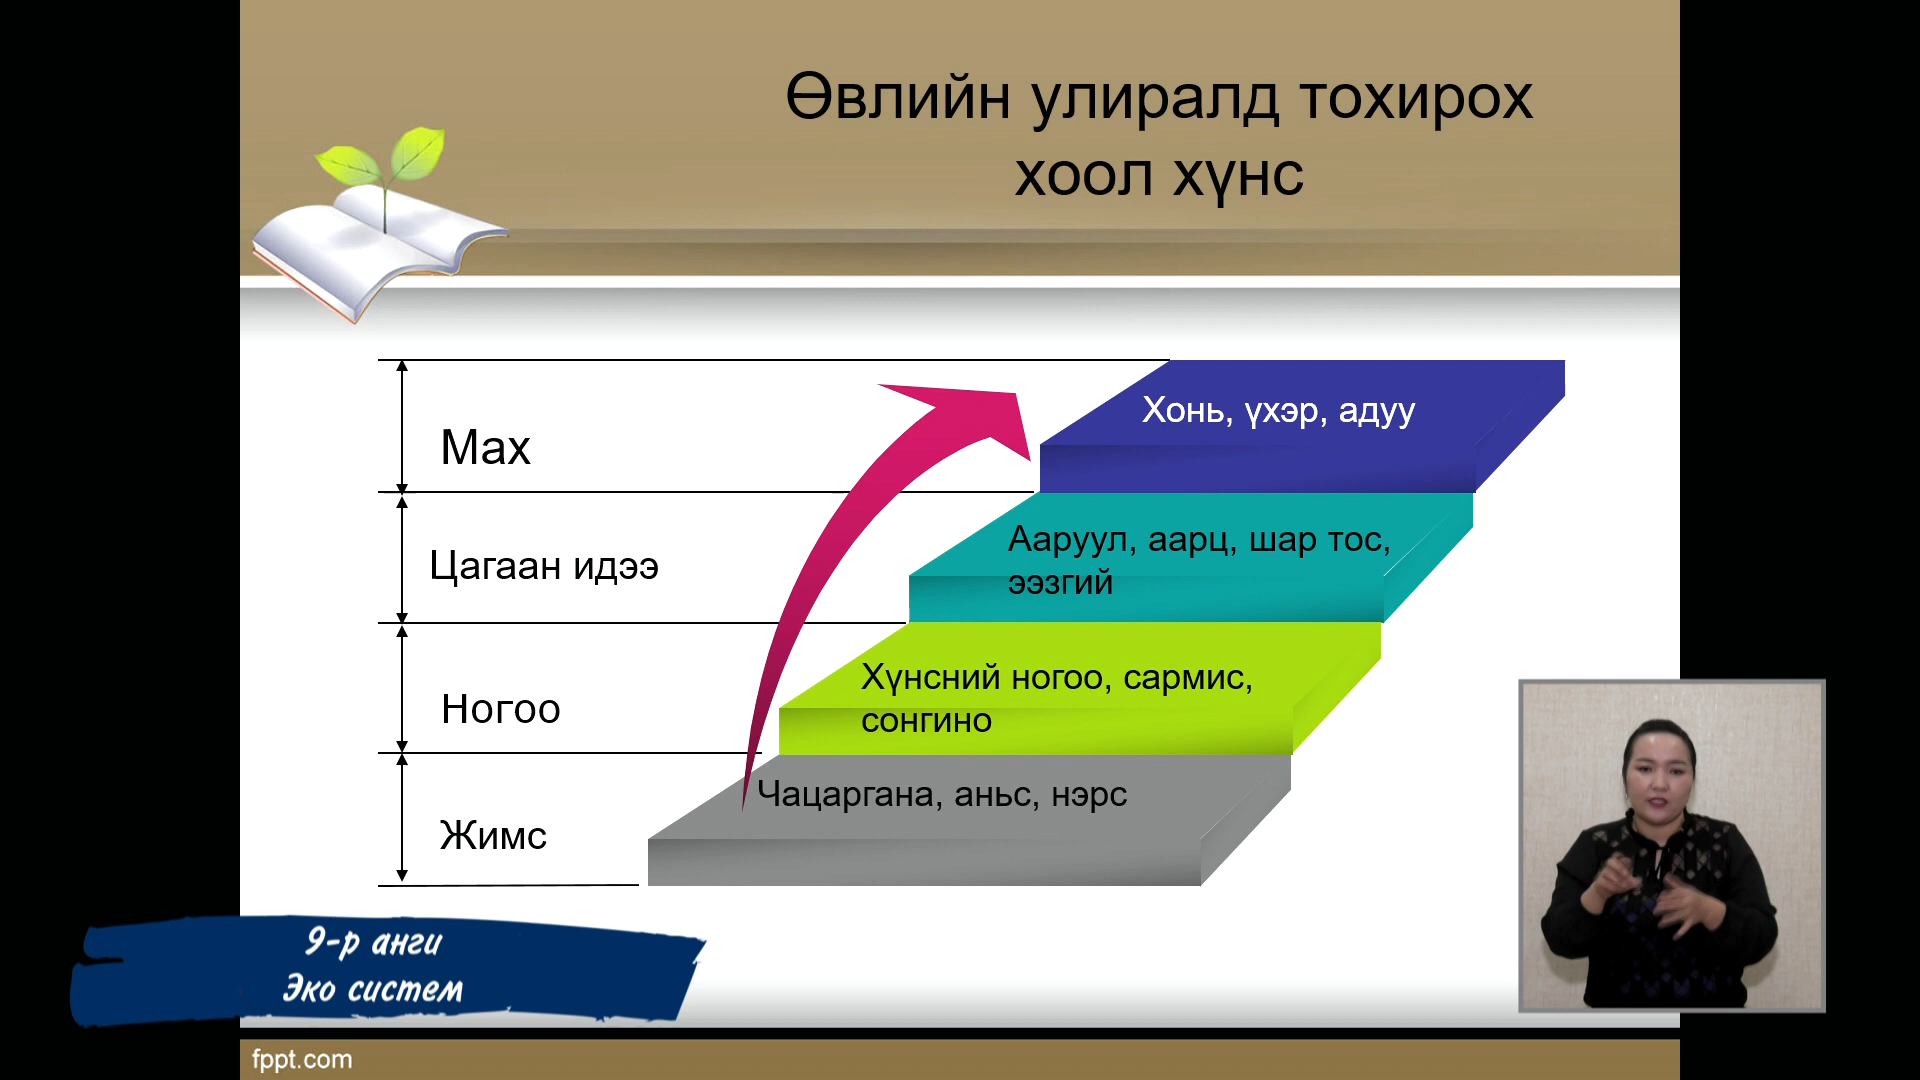 Өвлийн улиралд тохирох
хоол хүнс
Мах
Хонь, үхэр, адуу
Цагаан идээ
Ааруул, аарц, шар тос,
ээзгий
Ногоо
Хүнсний ногоо, сармис,
сонгино
Жимс
Чацаргана, аньс, нэрс
9-р анги
Эко систем
fppt.com